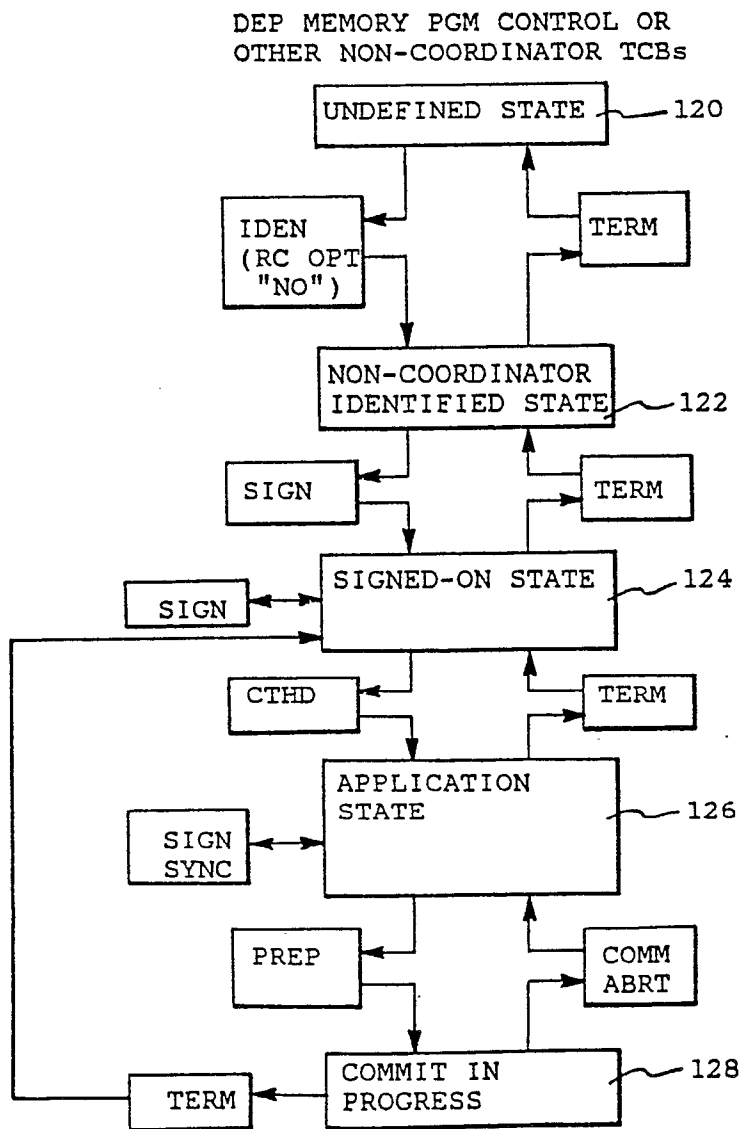 DEP MEMORY PGM CONTROL OR
OTHER NON-COORDINATOR TCBs
UNDEFINED STATE
120
IDEN
(RC OPT
"NO")
TERM
NON-COORDINATOR
IDENTIFIED STATE
122
SIGN
TERM
SIGNED-ON STATE
124
SIGN
CTHD
TERM
APPLICATION
STATE
126
SIGN
SYNC
PREP
COMM
ABRT
COMMIT IN
PROGRESS
128
TERM